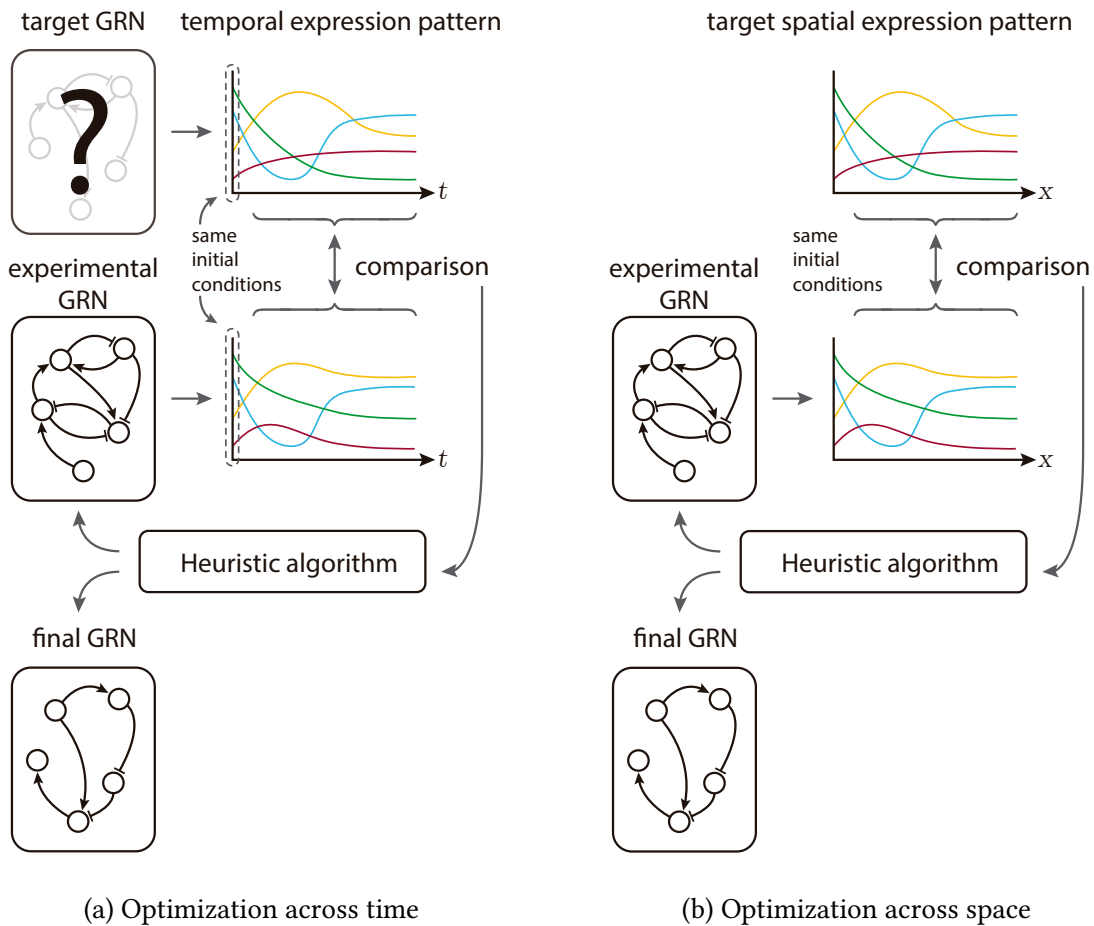 target GRN
temporal expression pattern
?
t
same
initial
conditions
comparison
experimental
GRN
t
Heuristic algorithm
final GRN
(a) Optimization across time
target spatial expression pattern
x
same
initial
conditions
comparison
experimental
GRN
x
Heuristic algorithm
final GRN
(b) Optimization across space